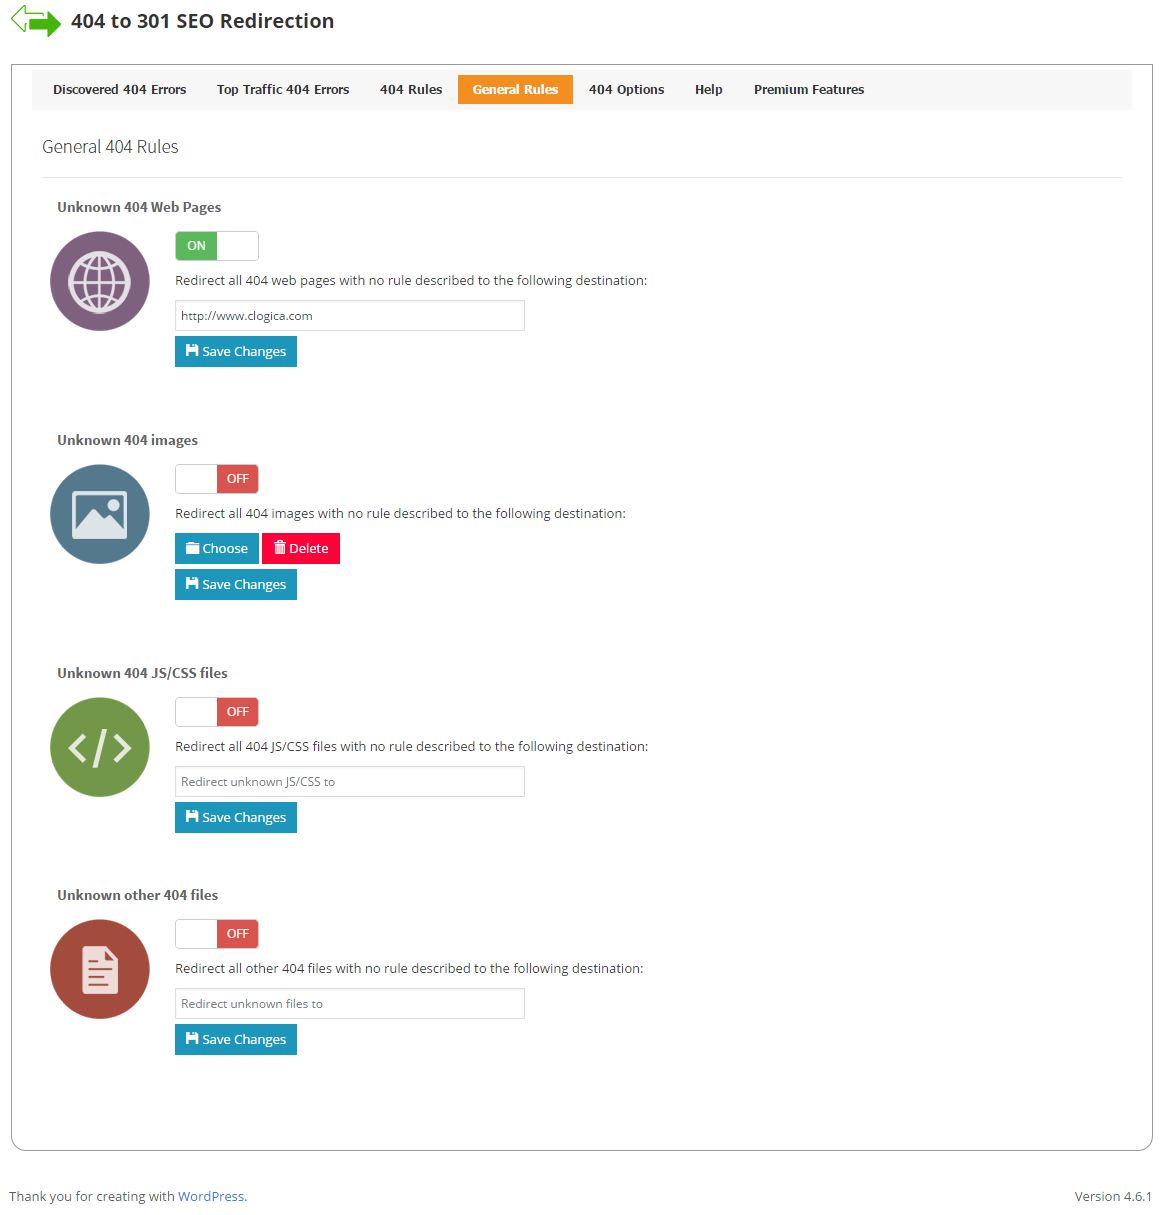 404 to 301 SEO Redirection
Discovered 404 Errors Top Traffic 404 Errors 404 Rules General Rules 404 Options Help Premium Features
General 404 Rules
Unknown 404 Web Pages
ON
Redirect all 404 web pages with no rule described to the following destination:
http://www.clogica.com
Save Changes
Unknown 404 images
OFF
Redirect all 404 images with no rule described to the following destination:
Choose Delete
Save Changes
Unknown 404 JS/CSS files
OFF
Redirect all 404 JS/CSS files with no rule described to the following destination:
Redirect unknown JS/CSS to
Save Changes
Unknown other 404 files
OFF
Redirect all other 404 files with no rule described to the following destination:
Redirect unknown files to
Save Changes
Thank you for creating with WordPress. Version 4.6.1